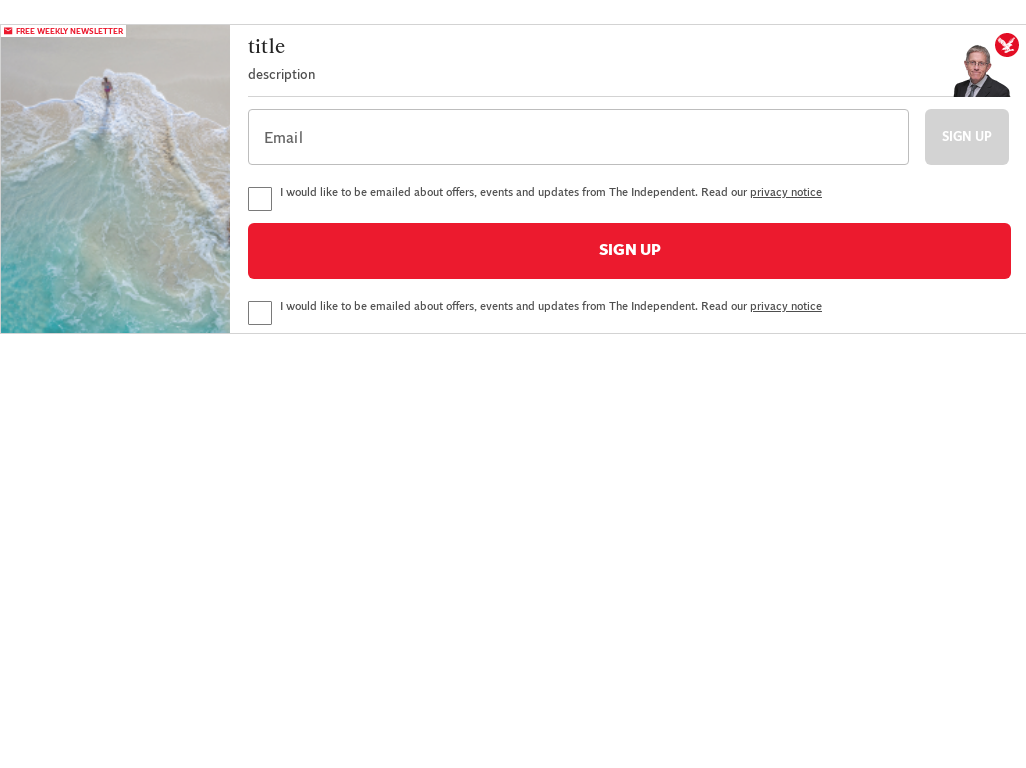 FREE WEEKLY NEWSLETTER
title
description
Email
SIGN UP
I would like to be emailed about offers, events and updates from The Independent. Read our privacy notice
SIGN UP
I would like to be emailed about offers, events and updates from The Independent. Read our privacy notice